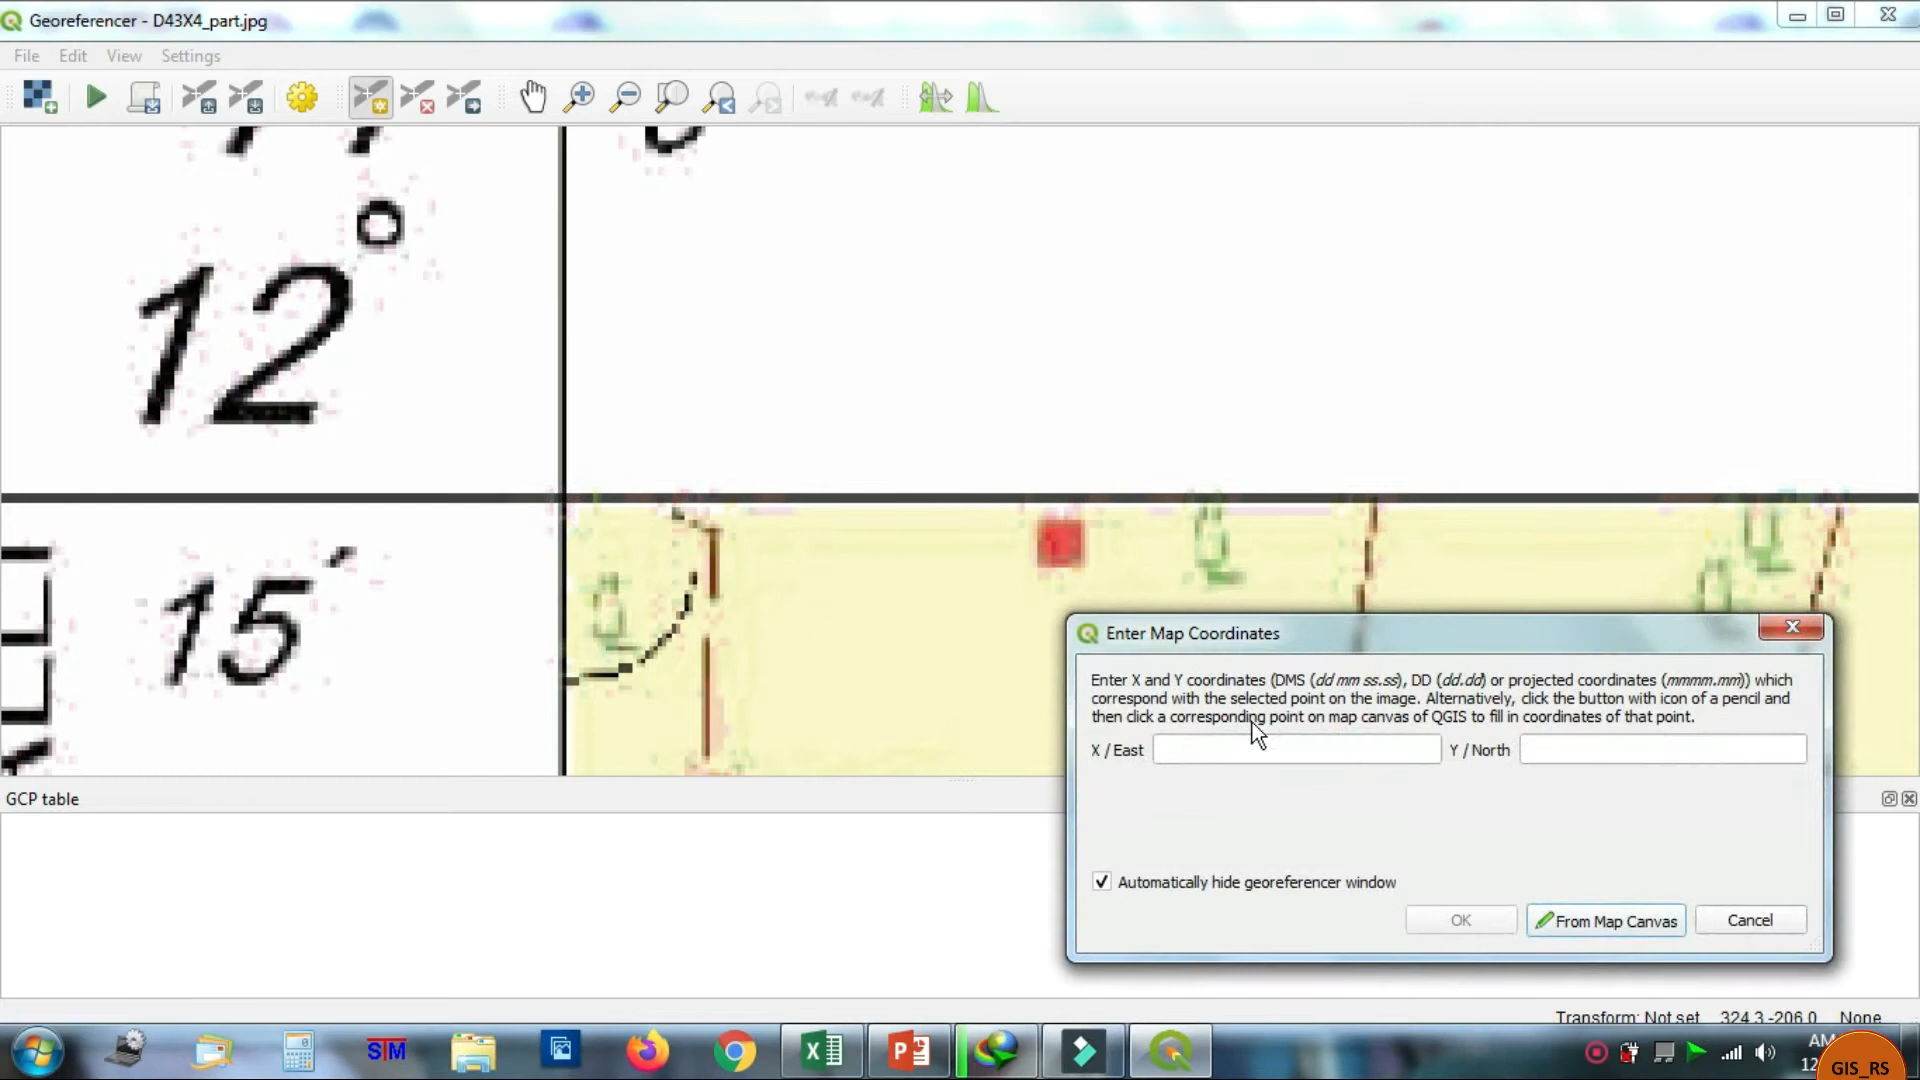 Georeferencer - D43X4_part.jpg
File Edit View Settings
12°
15′
Enter Map Coordinates
Enter X and Y coordinates (DMS (dd mm ss.ss), DD (dd.dd) or projected coordinates (mmmm.mm)) which
correspond with the selected point on the image. Alternatively, click the button with icon of a pencil and
then click a corresponding point on map canvas of QGIS to fill in coordinates of that point.
X / East Y / North
GCP table
Automatically hide georeferencer window
OK From Map Canvas Cancel
Transform: Not set 324.3 -206.0 None
STM
AM
12
GIS_RS